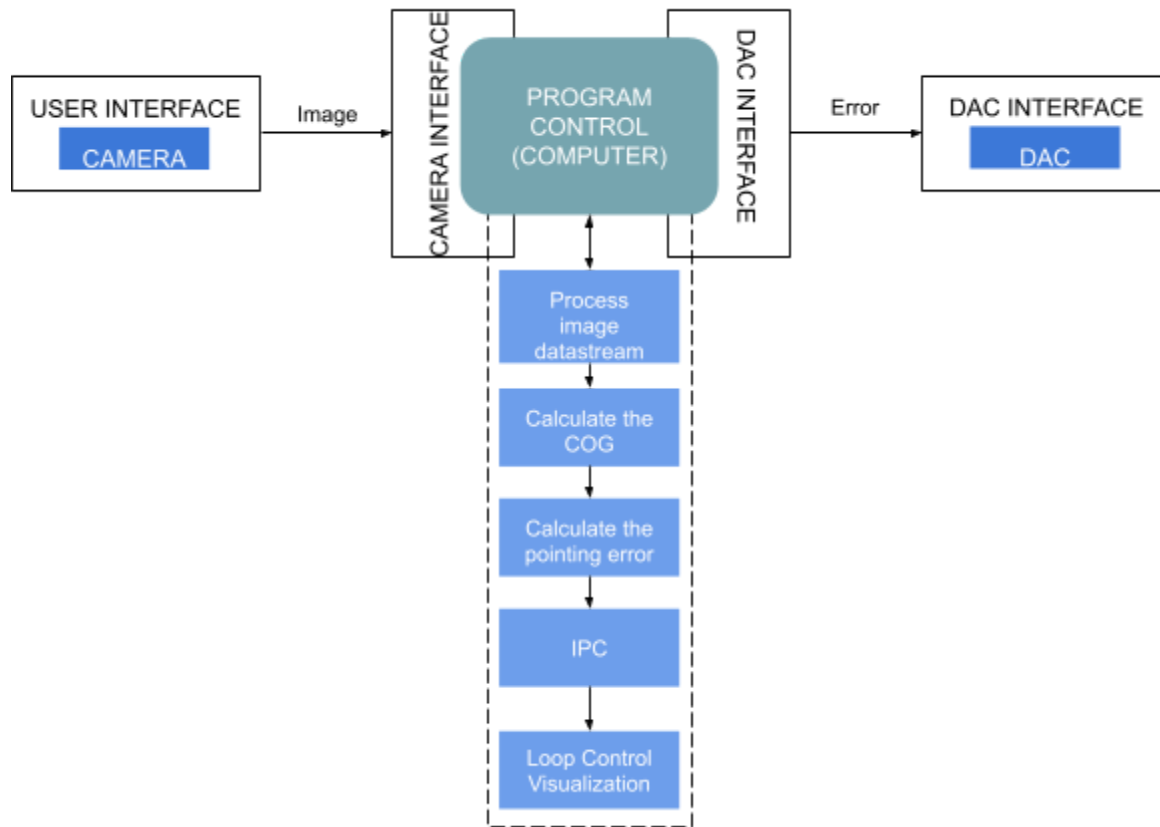 USER INTERFACE
CAMERA
Image
CAMERA INTERFACE
PROGRAM
CONTROL
(COMPUTER)
DAC INTERFACE
Error
DAC INTERFACE
DAC
Process
image
datastream
Calculate the
COG
Calculate the
pointing error
IPC
Loop Control
Visualization